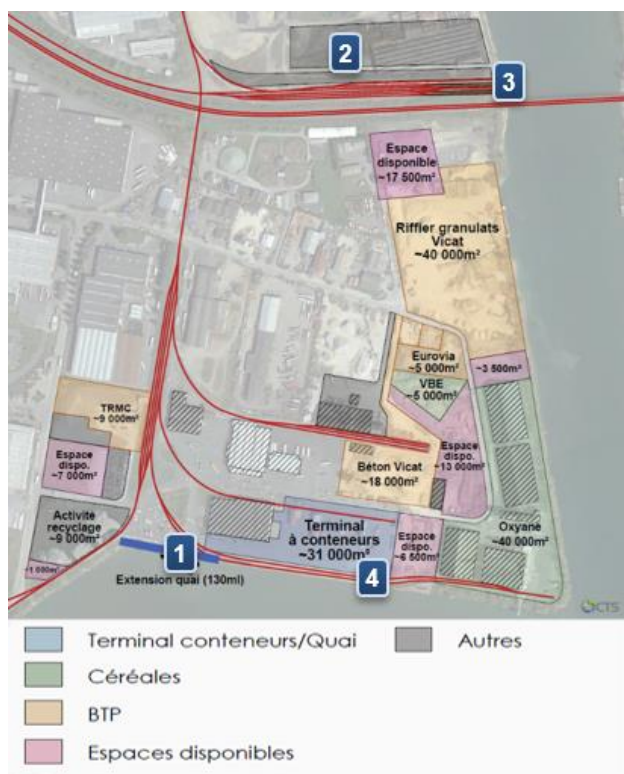 2
3
Espace
disponible
~17 500m²
Riffier granulats
Vicat
~40 000m²
Eurovia
~5 000m²
VBE
~5 000m²
~3 500m²
TRMC
~9 000m²
Espace
dispo.
~7 000m²
Béton Vicat
~18 000m²
Espace
dispo.
~13 000m²
Activité
recyclage
~9 000m²
~1 000m²
1
Extension quai (130ml)
Terminal
à conteneurs
~31 000m²
4
Espace
dispo.
~6 500m²
Oxyane
~40 000m²
CTS
Terminal conteneurs/Quai
Autres
Céréales
BTP
Espaces disponibles